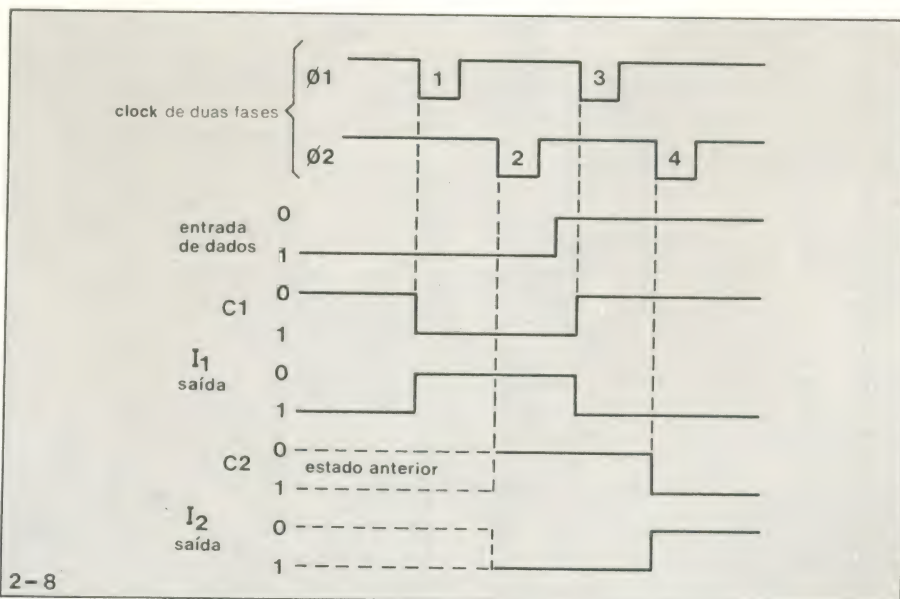 Ø1
1
3
clock de duas fases
Ø2
2
4
entrada
de dados
0
1
C1
0
1
I1
saída
0
1
C2
0
1
estado anterior
I2
saída
0
1
2-8